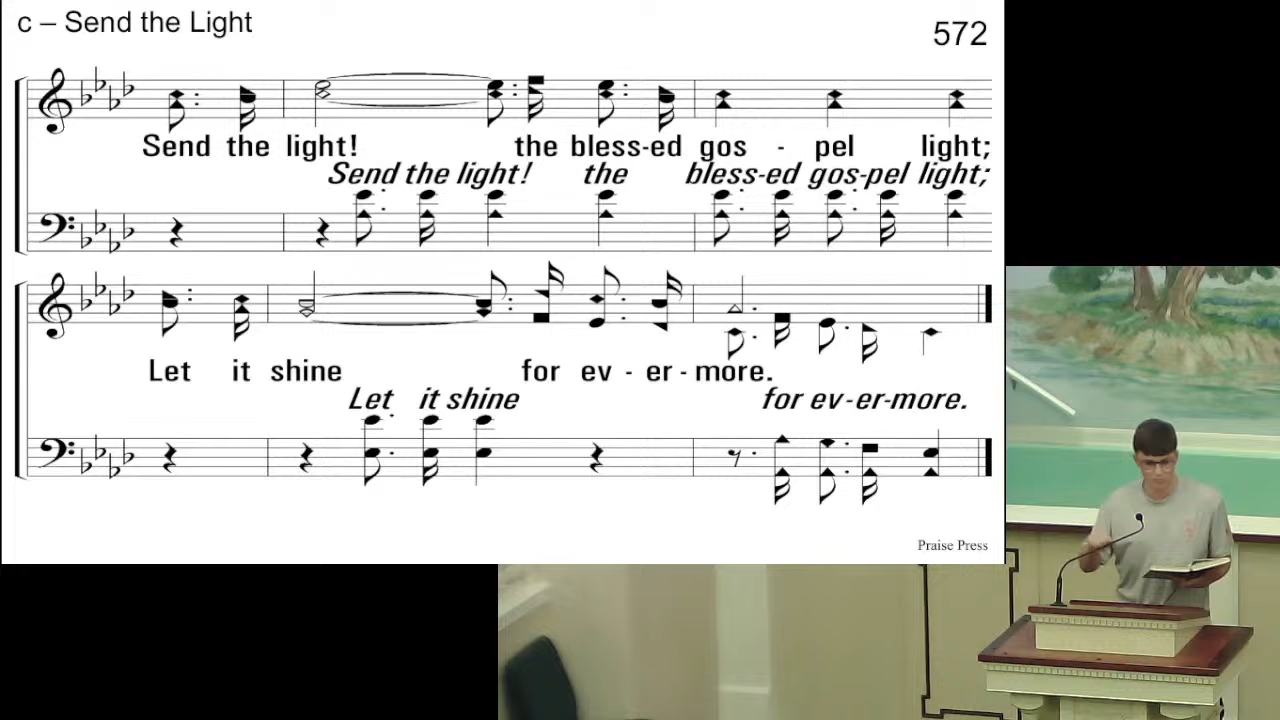 c – Send the Light
572
Send the light! the bless-ed gos - pel light;
Send the light! the bless-ed gos-pel light;
Let it shine for ev - er - more.
Let it shine for ev-er-more.
Praise Press